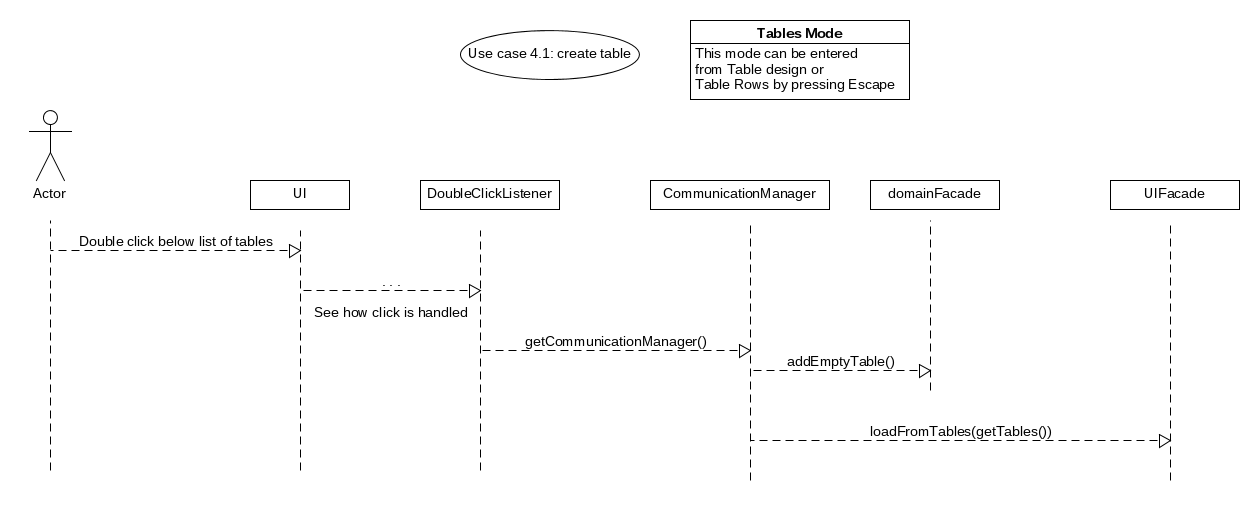 Use case 4.1: create table
Tables Mode
This mode can be entered
from Table design or
Table Rows by pressing Escape
Actor
UI
DoubleClickListener
CommunicationManager
domainFacade
UIFacade
Double click below list of tables
. . .
See how click is handled
getCommunicationManager()
addEmptyTable()
loadFromTables(getTables())